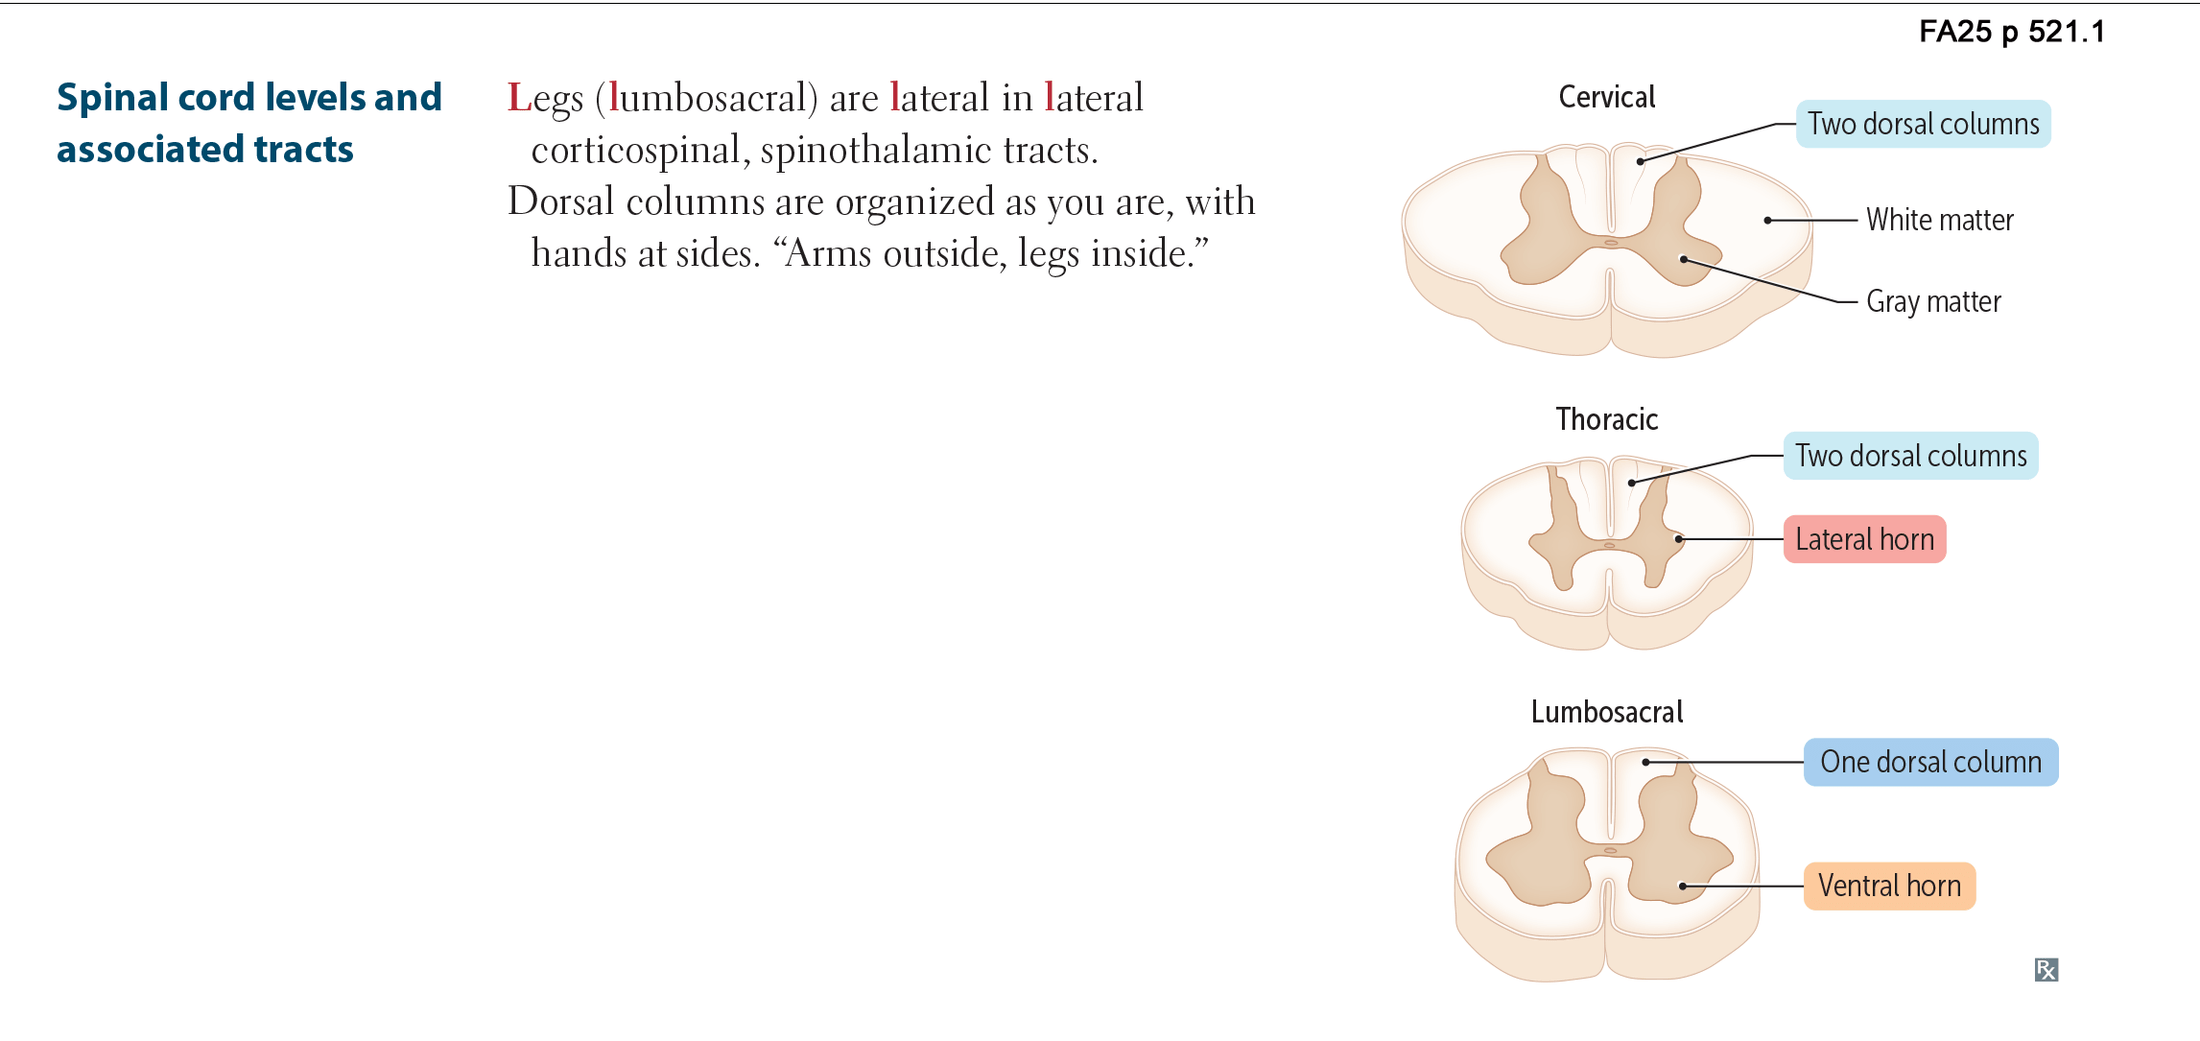 FA25 p 521.1
Spinal cord levels and
associated tracts
Legs (lumbosacral) are lateral in lateral
corticospinal, spinothalamic tracts.
Dorsal columns are organized as you are, with
hands at sides. “Arms outside, legs inside.”
Cervical
Two dorsal columns
White matter
Gray matter
Thoracic
Two dorsal columns
Lateral horn
Lumbosacral
One dorsal column
Ventral horn
Rx